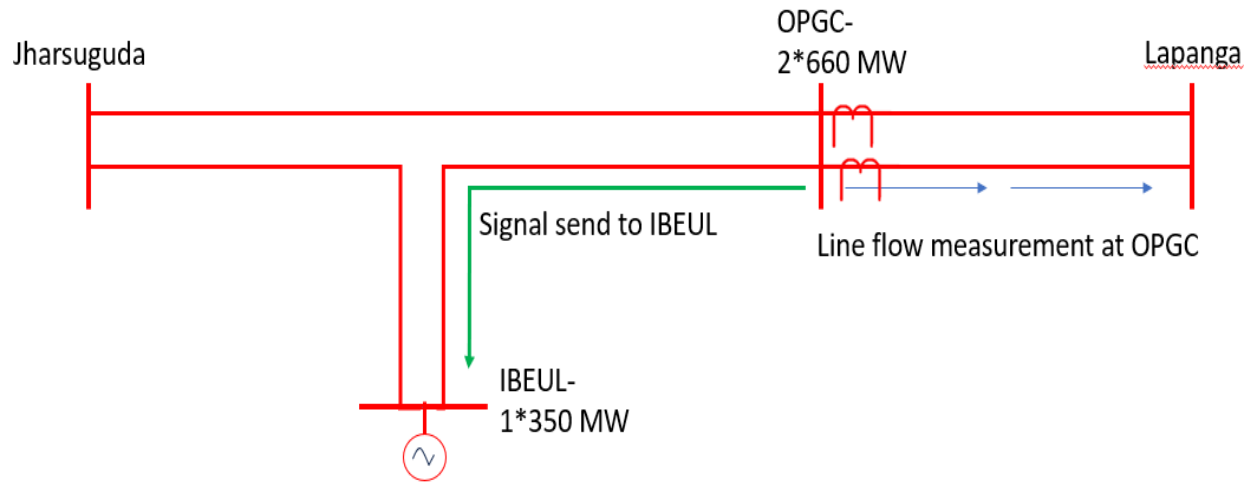 Jharsuguda
OPGC-
2*660 MW
Lapanga
Signal send to IBEUL
Line flow measurement at OPGC
IBEUL-
1*350 MW